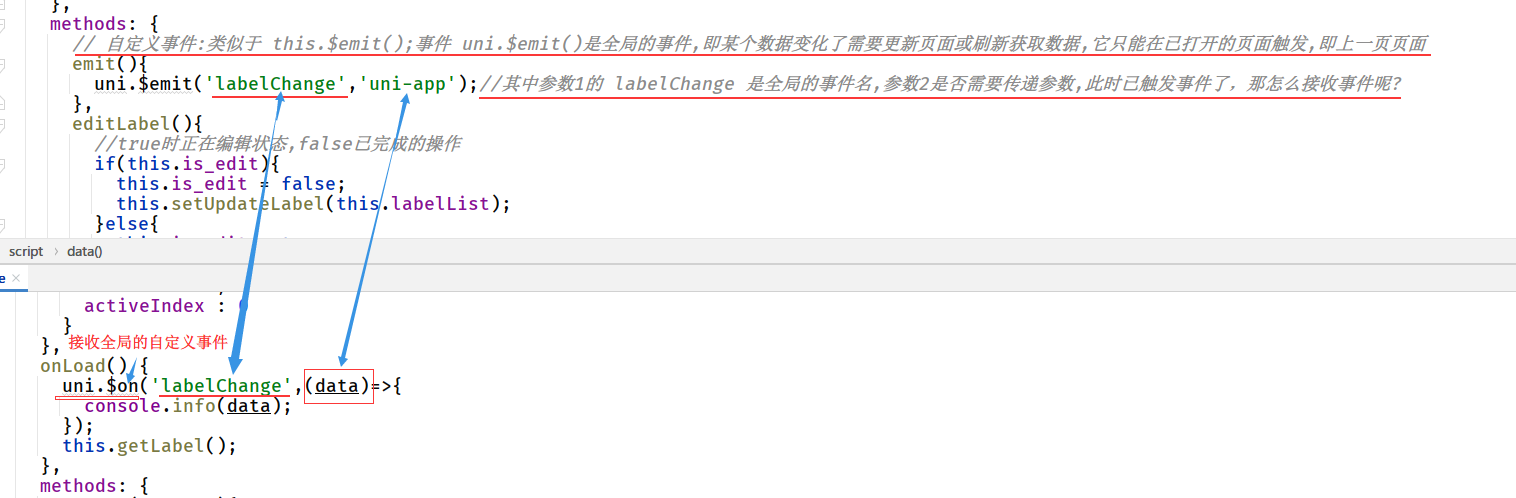 },
methods: {
// 自定义事件:类似于 this.$emit();事件 uni.$emit()是全局的事件,即某个数据变化了需要更新页面或刷新获取数据,它只能在已打开的页面触发,即上一页页面
emit(){
uni.$emit('labelChange','uni-app');//其中参数1的 labelChange 是全局的事件名,参数2是否需要传递参数,此时已触发事件了，那怎么接收事件呢?
},
editLabel(){
//true时正在编辑状态,false已完成的操作
if(this.is_edit){
this.is_edit = false;
this.setUpdateLabel(this.labelList);
}else{
script › data()
e ×
activeIndex : 0
}
}, 接收全局的自定义事件
onLoad() {
uni.$on('labelChange',(data)=>{
console.info(data);
});
this.getLabel();
},
methods: {